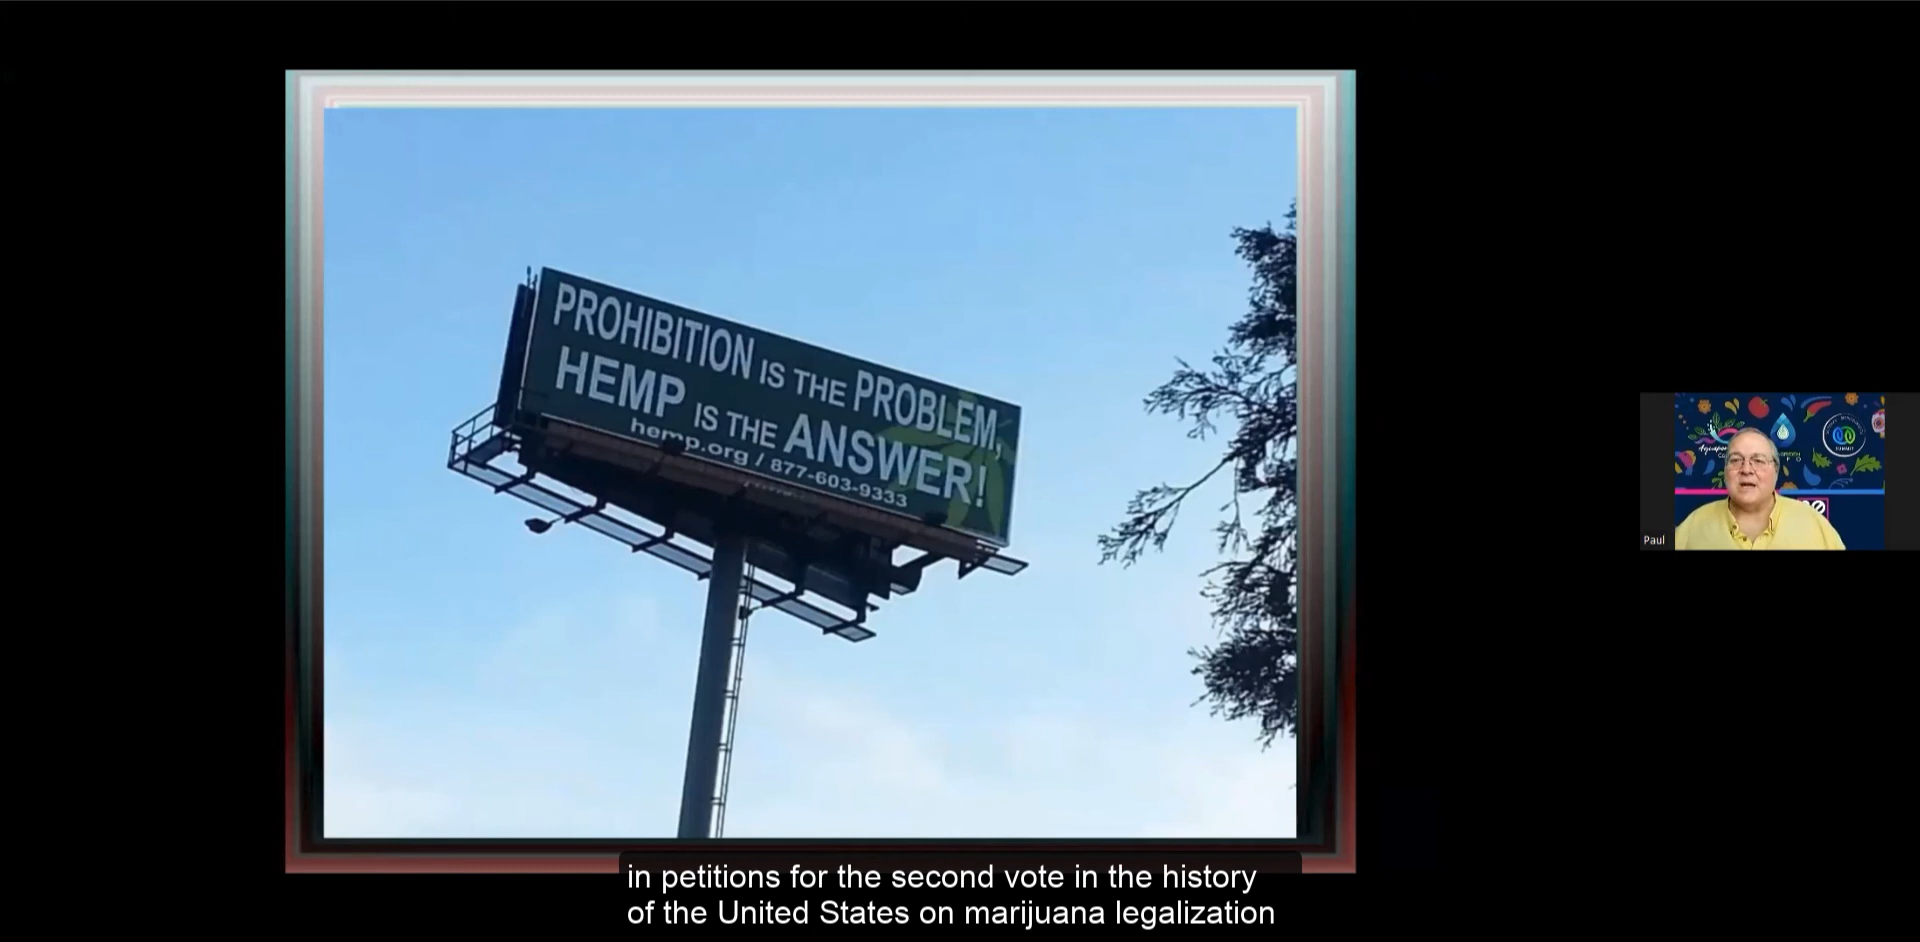 PROHIBITION IS THE PROBLEM,
HEMP IS THE ANSWER!
hemp.org / 877-603-9333
Paul
in petitions for the second vote in the history
of the United States on marijuana legalization